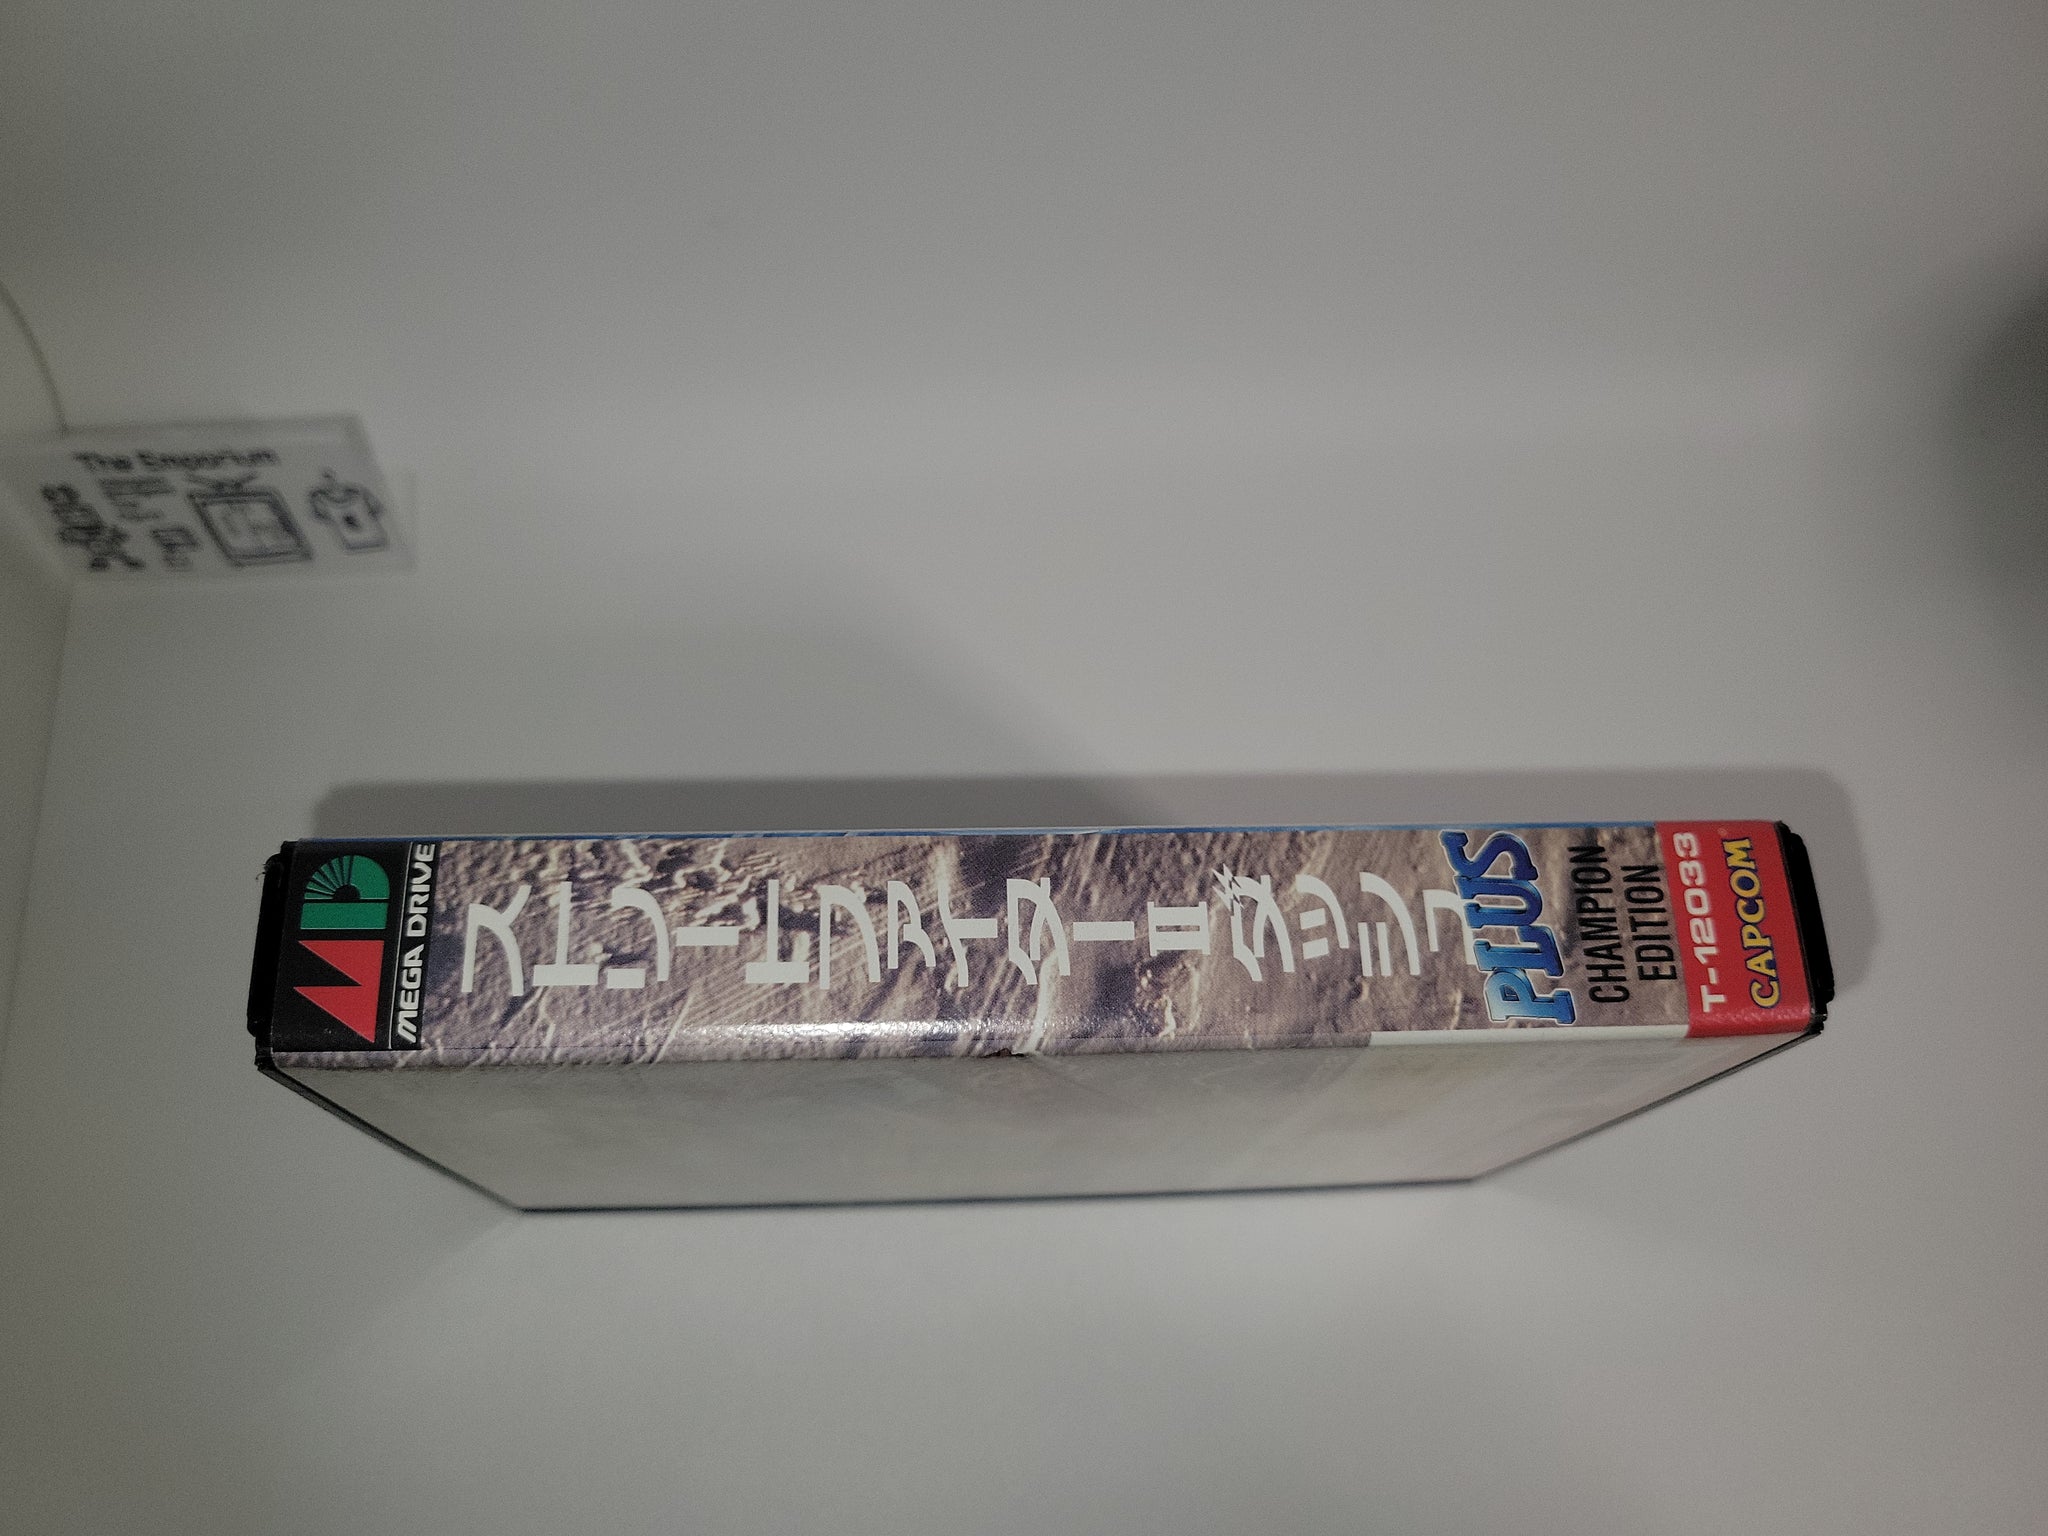 The Emporium
MEGA DRIVE
ストリートファイターⅡダッシュ
PLUS
CHAMPION
EDITION
T-12033
CAPCOM